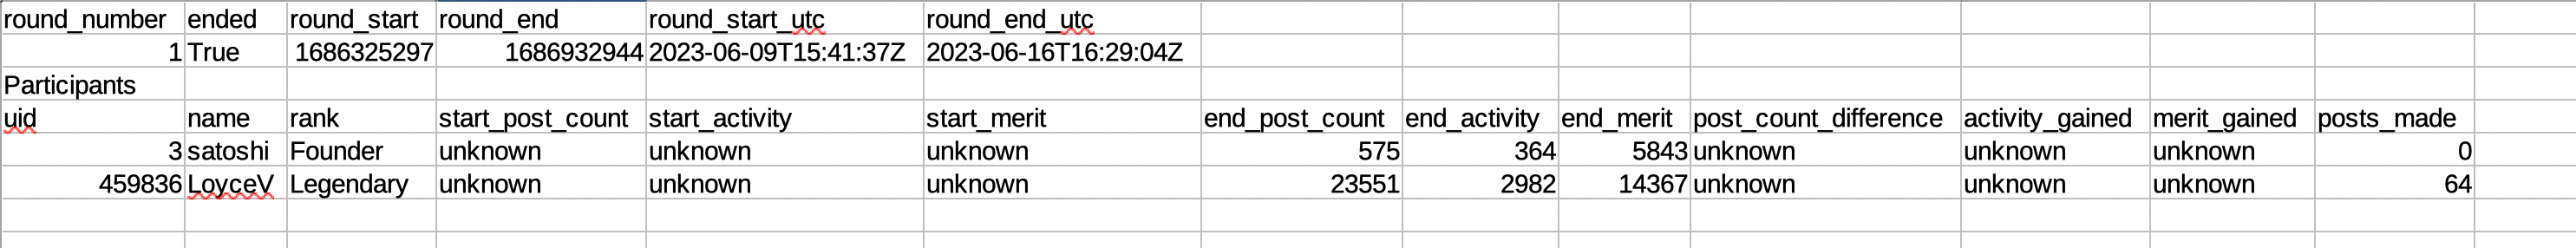 round_number ended round_start round_end round_start_utc round_end_utc
1 True 1686325297 1686932944 2023-06-09T15:41:37Z 2023-06-16T16:29:04Z
Participants
uid name rank start_post_count start_activity start_merit end_post_count end_activity end_merit post_count_difference activity_gained merit_gained posts_made
3 satoshi Founder unknown unknown unknown 575 364 5843 unknown unknown unknown 0
459836 LoyceV Legendary unknown unknown unknown 23551 2982 14367 unknown unknown unknown 64